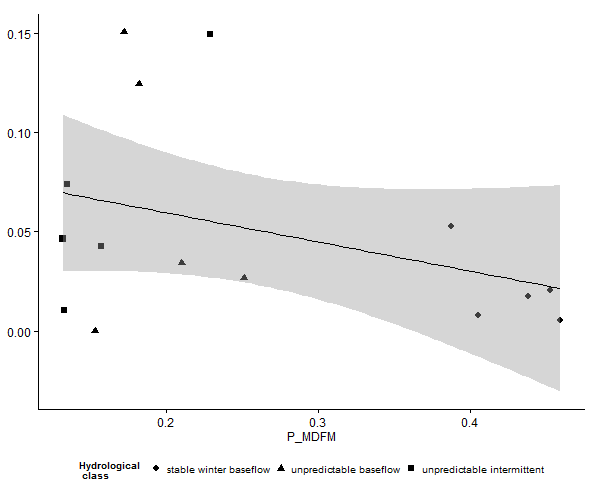 0.15
0.10
0.05
0.00
0.2 0.3 0.4
P_MDFM
Hydrological
class
stable winter baseflow unpredictable baseflow unpredictable intermittent